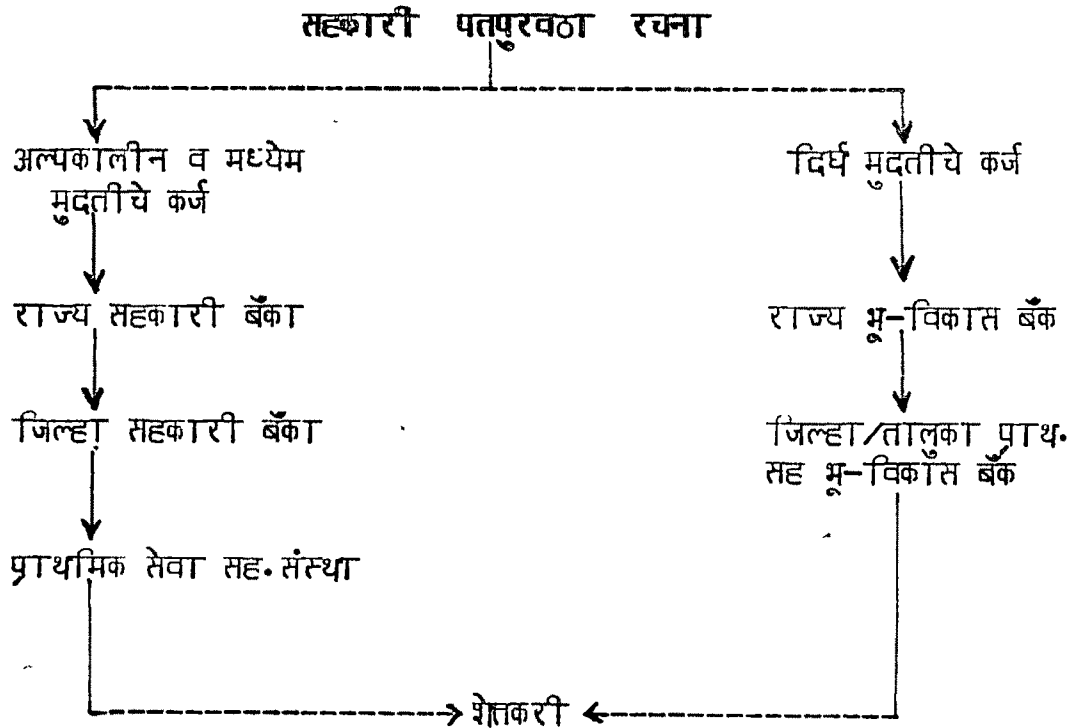 सहकारी पतपुरवठा रचना
अल्पकालीन व मध्येम
मुदतीचे कर्ज
राज्य सहकारी बँका
जिल्हा सहकारी बँका
प्राथमिक सेवा सह.संस्था
दिर्घ मुदतीचे कर्ज
राज्य भू-विकास बँक
जिल्हा/तालुका प्राथ.
सह भू-विकास बँक
शेतकरी